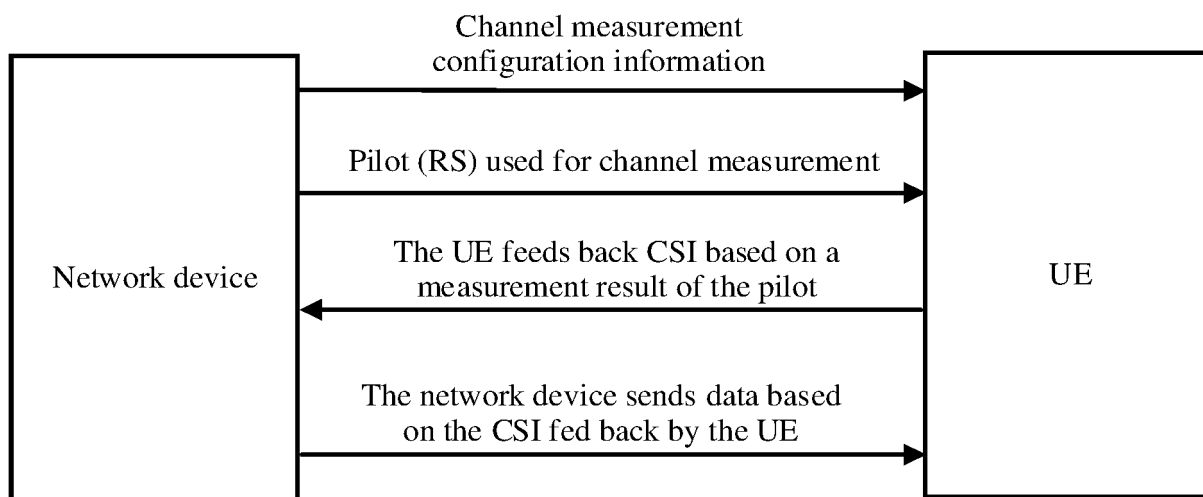 Channel measurement
configuration information
Pilot (RS) used for channel measurement
The UE feeds back CSI based on a
measurement result of the pilot
Network device
UE
The network device sends data based
on the CSI fed back by the UE